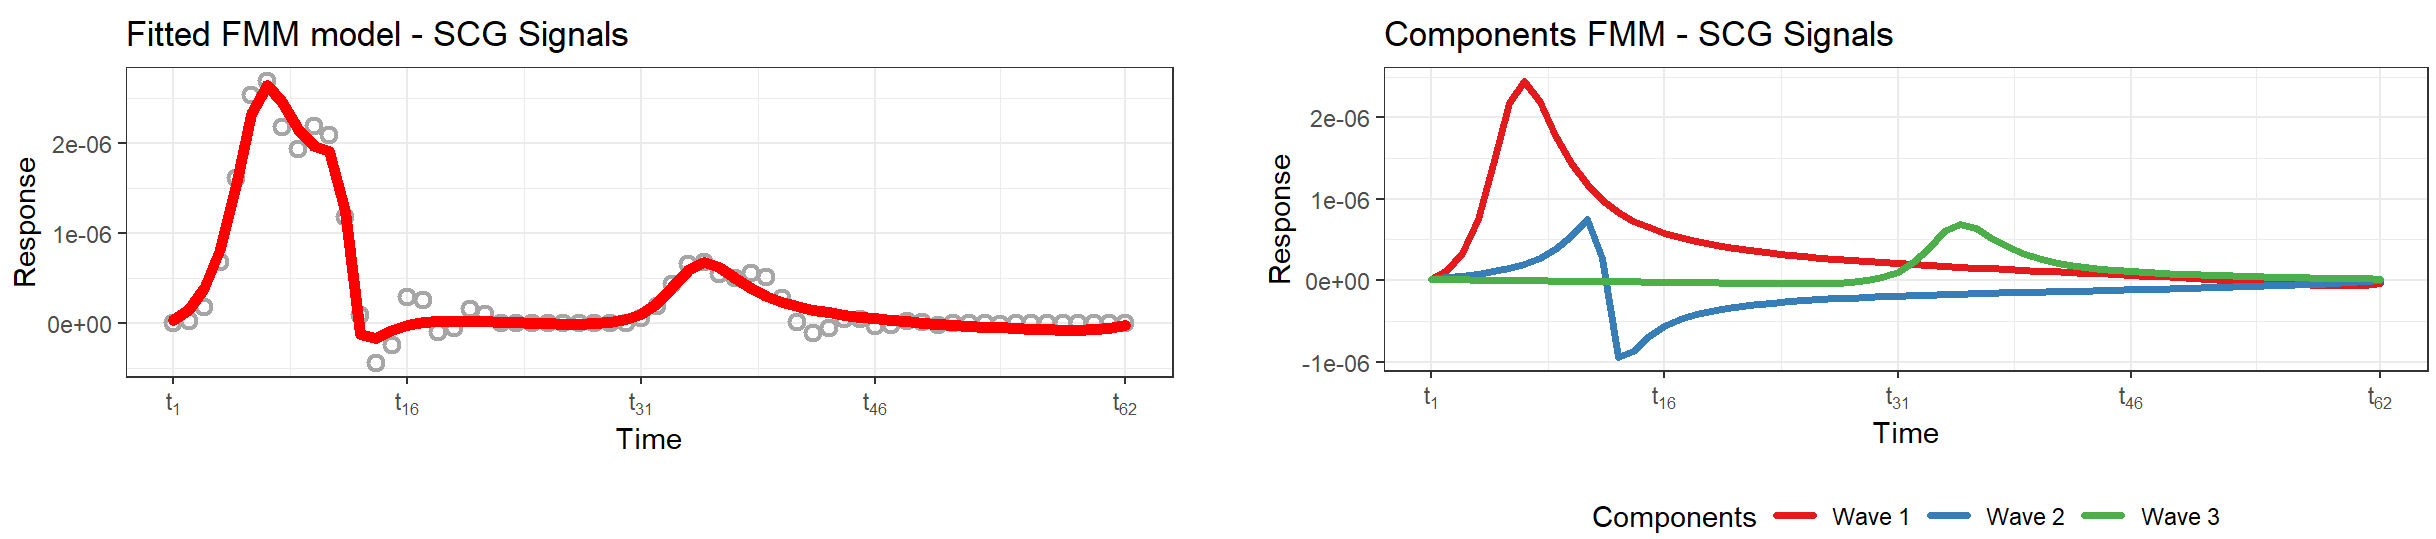 Fitted FMM model - SCG Signals
Response
2e-06
1e-06
0e+00
t1 t16 t31 t46 t62
Time
Components FMM - SCG Signals
Response
2e-06
1e-06
0e+00
-1e-06
t1 t16 t31 t46 t62
Time
Components Wave 1 Wave 2 Wave 3